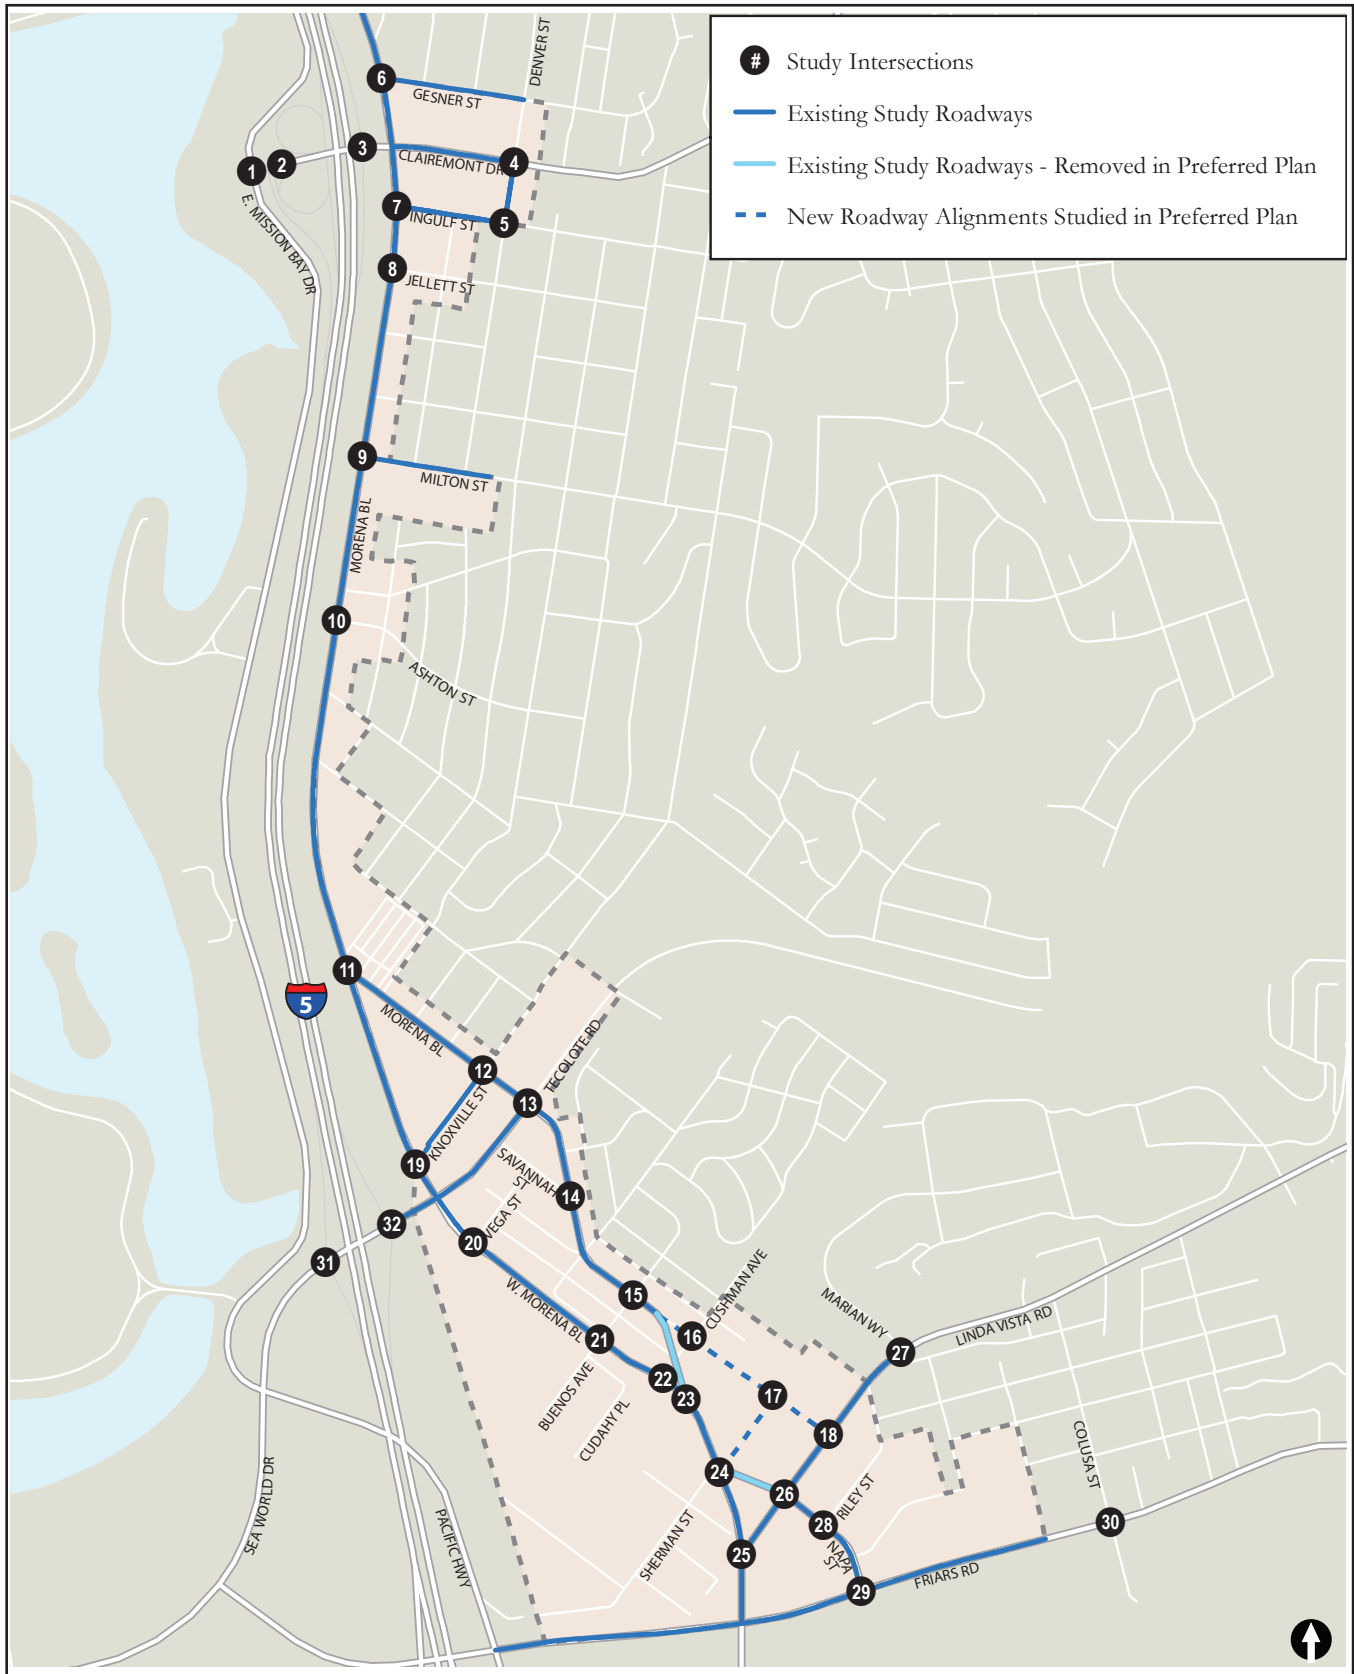 # Study Intersections
Existing Study Roadways
Existing Study Roadways - Removed in Preferred Plan
New Roadway Alignments Studied in Preferred Plan
DENVER ST
6
GESNER ST
3
CLAIREMONT DR
4
1
2
7
INGULF ST
5
E. MISSION BAY DR
8
JELLETT ST
9
MILTON ST
MORENA BL
10
ASHTON ST
11
5
MORENA BL
12
TECOLOTE RD
13
KNOXVILLE ST
19
SAVANNAH
ST
14
32
VEGA ST
20
31
15
CUSHMAN AVE
16
W. MORENA BL
21
MARIAN WY
LINDA VISTA RD
27
22
23
17
BUENOS AVE
CUDAHY PL
18
COLUSA ST
24
26
RILEY ST
28
30
SEA WORLD DR
PACIFIC HWY
SHERMAN ST
25
NAPA
ST
29
FRIARS RD